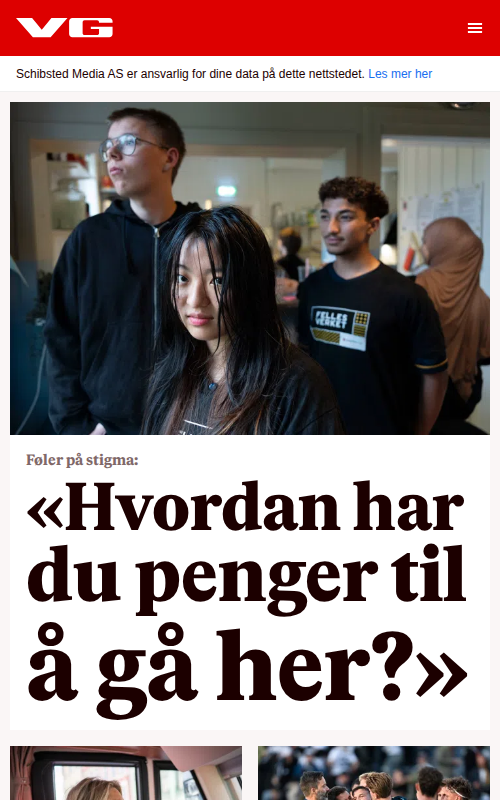 VG
Schibsted Media AS er ansvarlig for dine data på dette nettstedet. Les mer her
FELLES
VERKET
Føler på stigma:
«Hvordan har
du penger til
å gå her?»